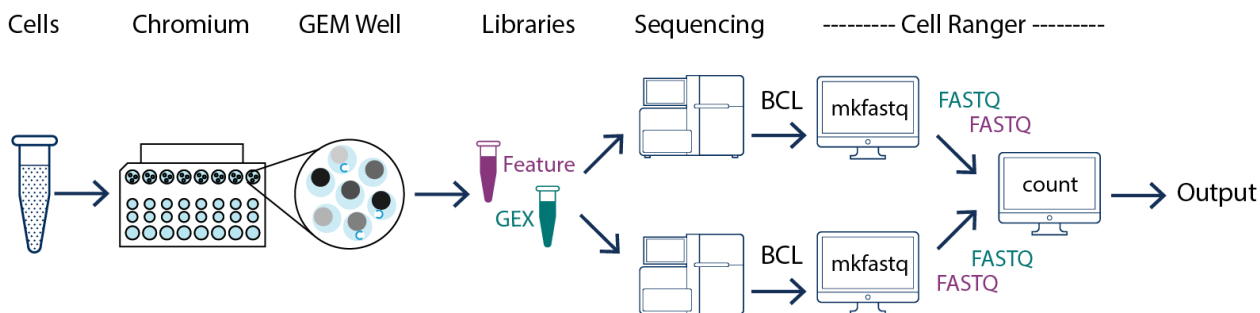 Cells
Chromium
GEM Well
Libraries
Sequencing
--------- Cell Ranger ---------
Feature
GEX
BCL
mkfastq
FASTQ
FASTQ
BCL
mkfastq
FASTQ
FASTQ
count
Output